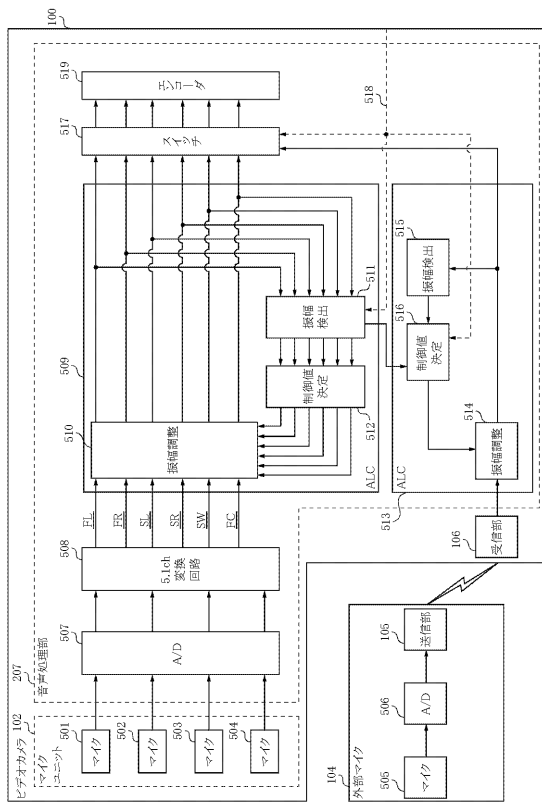 100
ビデオカメラ
102
マイク
ユニット
501
マイク
502
マイク
503
マイク
504
マイク
207
音声処理部
507
A/D
508
5.1ch
変換
回路
FL
FR
SL
SR
SW
FC
509
510
振幅調整
511
振幅
検出
512
制御値
決定
ALC
517
スイッチ
519
エンコーダ
518
513
ALC
514
振幅調整
515
振幅検出
516
制御値
決定
106
受信部
104
外部マイク
505
マイク
506
A/D
105
送信部